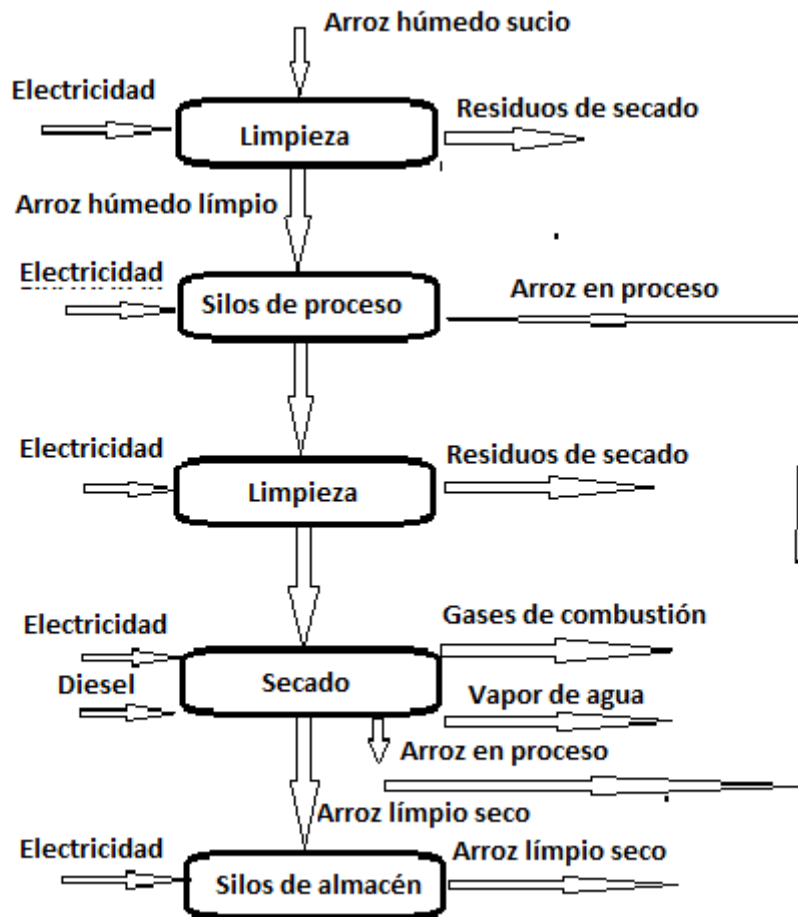 Arroz húmedo sucio
Electricidad
Residuos de secado
Limpieza
Arroz húmedo límpio
Electricidad
Arroz en proceso
Silos de proceso
Electricidad
Residuos de secado
Limpieza
Gases de combustión
Electricidad
Secado
Diesel
Vapor de agua
Arroz en proceso
Arroz límpio seco
Electricidad
Arroz límpio seco
Silos de almacén